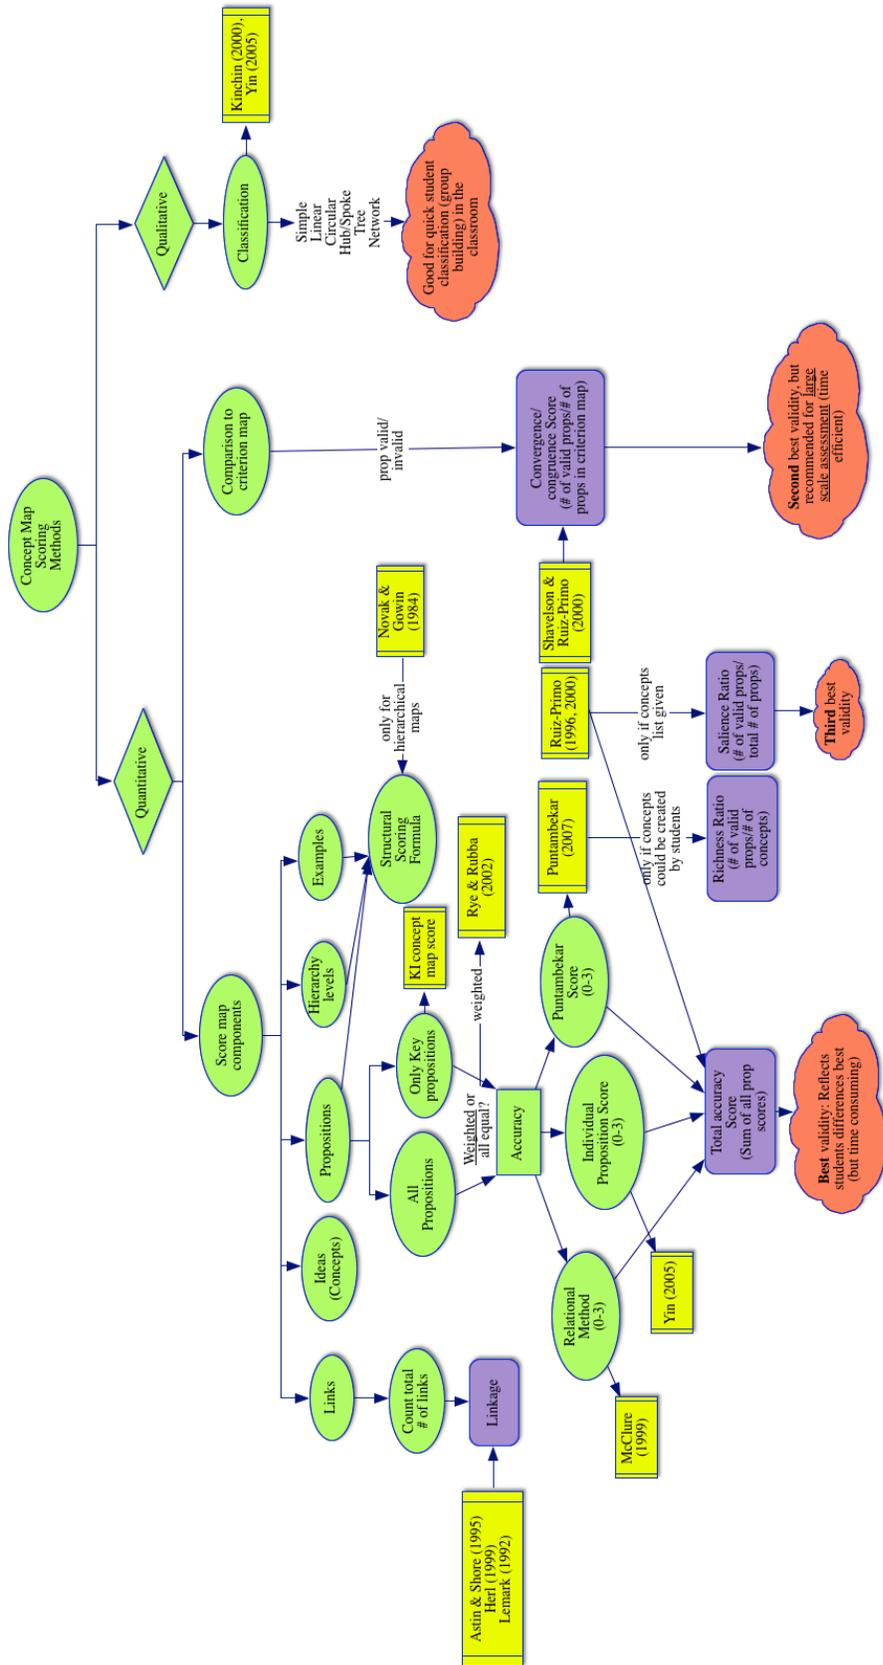 Concept Map
Scoring
Methods
Quantitative
Qualitative
Score map
components
Comparison to
criterion map
Classification
Kinchin (2000),
Yin (2005)
Links
Ideas
(Concepts)
Propositions
Hierarchy
levels
Examples
prop valid/
invalid
Simple
Linear
Circular
Hub/Spoke
Tree
Network
Count total
# of links
All
Propositions
Only Key
propositions
KI concept
map score
Structural
Scoring
Formula
only for
hierarchical
maps
Novak &
Gowin
(1984)
Good for quick student
classification (group
building) in the
classroom
Astin & Shore (1995)
Herl (1999)
Lemark (1992)
Linkage
Weighted or
all equal?
weighted
Rye & Rubba
(2002)
Accuracy
Relational
Method
(0-3)
Individual
Proposition Score
(0-3)
Puntambekar
Score
(0-3)
Puntambekar
(2007)
Ruiz-Primo
(1996, 2000)
Shavelson &
Ruiz-Primo
(2000)
Convergence/
congruence Score
(# of valid props/# of
props in criterion map)
McClure
(1999)
Yin (2005)
only if concepts
could be created
by students
only if concepts
list given
Total accuracy
Score
(Sum of all prop
scores)
Richness Ratio
(# of valid
props/# of
concepts)
Salience Ratio
(# of valid props/
total # of props)
Best validity: Reflects
students differences best
(but time consuming)
Third best
validity
Second best validity, but
recommended for large
scale assessment (time
efficient)